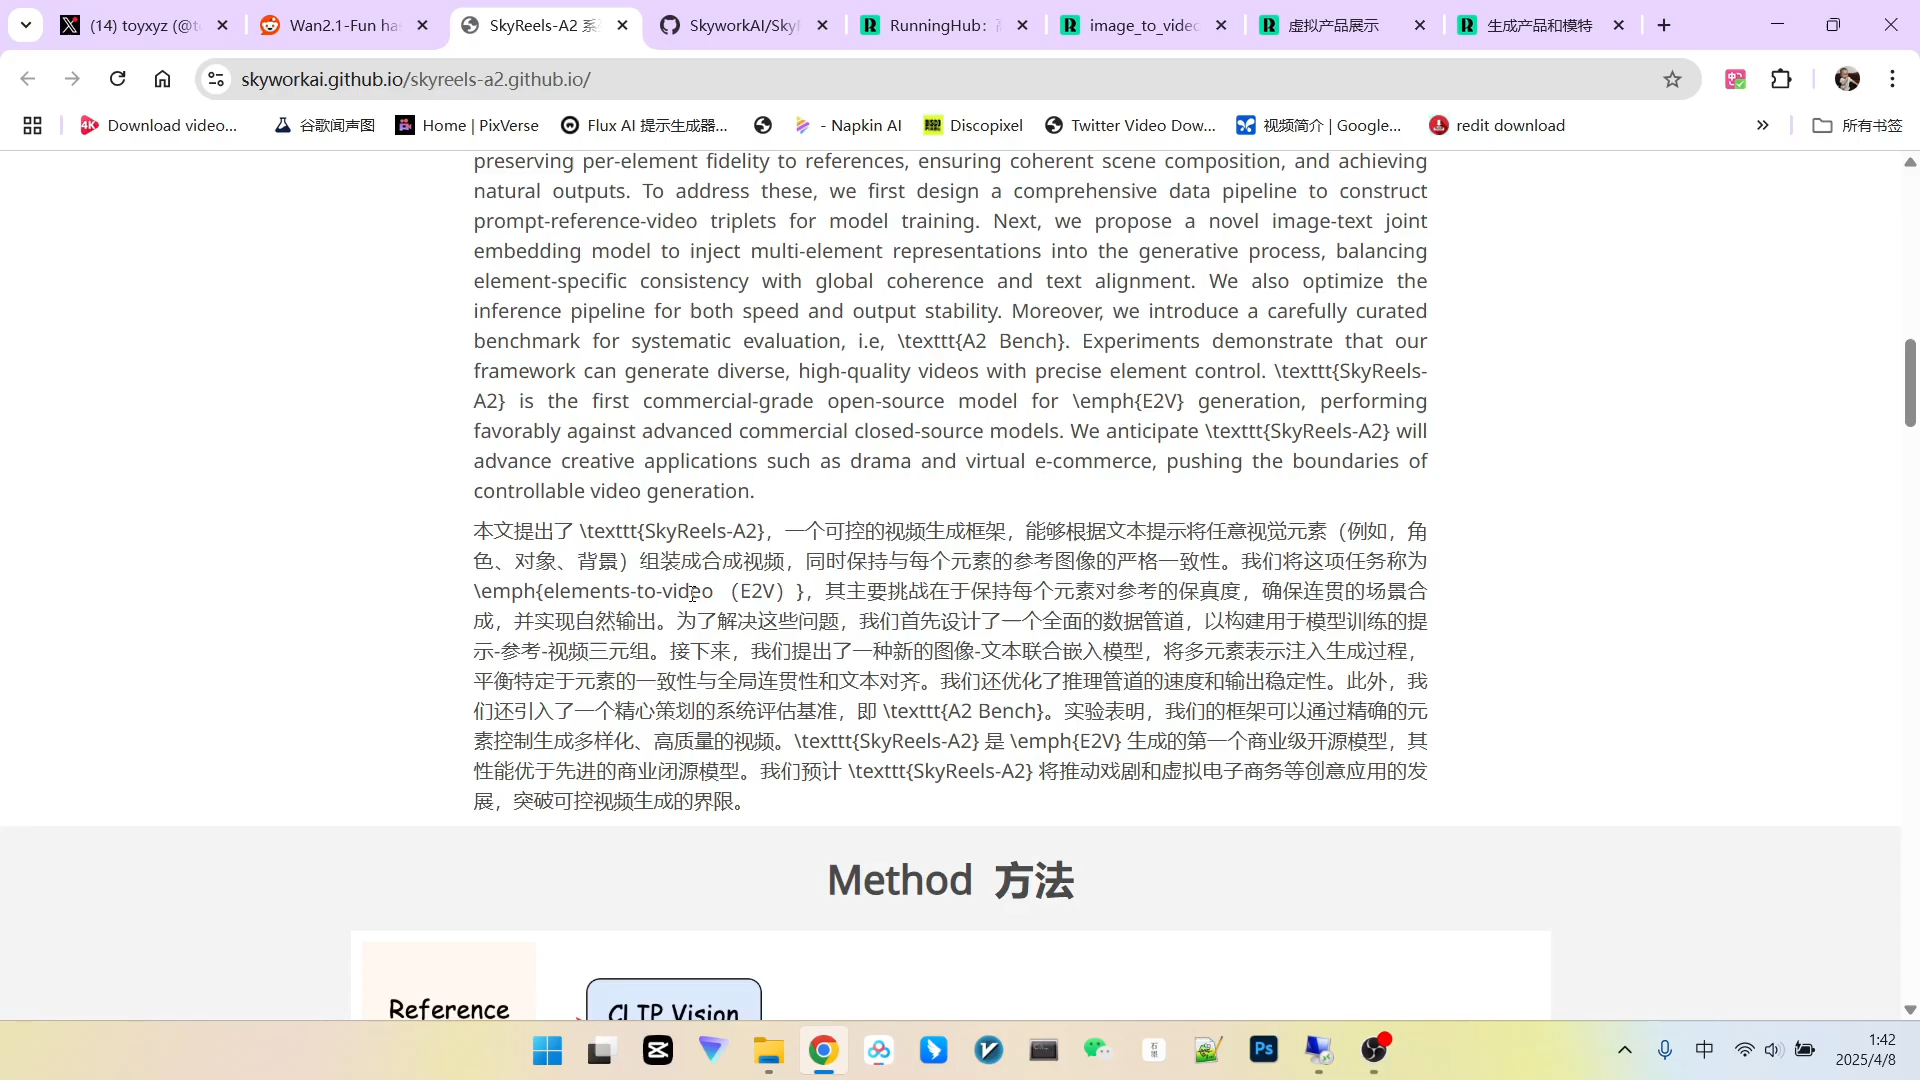 (14) toyxyz (@t
Wan2.1-Fun ha
SkyReels-A2 系
SkyworkAI/Sky
RunningHub：
image_to_video
虚拟产品展示
生成产品和模特
skyworkai.github.io/skyreels-a2.github.io/
Download video...
谷歌闻声图
Home | PixVerse
Flux AI 提示生成器...
- Napkin AI
Discopixel
Twitter Video Dow...
视频简介 | Google...
redit download
所有书签
preserving per-element fidelity to references, ensuring coherent scene composition, and achieving
natural outputs. To address these, we first design a comprehensive data pipeline to construct
prompt-reference-video triplets for model training. Next, we propose a novel image-text joint
embedding model to inject multi-element representations into the generative process, balancing
element-specific consistency with global coherence and text alignment. We also optimize the
inference pipeline for both speed and output stability. Moreover, we introduce a carefully curated
benchmark for systematic evaluation, i.e, \texttt{A2 Bench}. Experiments demonstrate that our
framework can generate diverse, high-quality videos with precise element control. \texttt{SkyReels-
A2} is the first commercial-grade open-source model for \emph{E2V} generation, performing
favorably against advanced commercial closed-source models. We anticipate \texttt{SkyReels-A2} will
advance creative applications such as drama and virtual e-commerce, pushing the boundaries of
controllable video generation.
本文提出了 \texttt{SkyReels-A2}，一个可控的视频生成框架，能够根据文本提示将任意视觉元素（例如，角
色、对象、背景）组装成合成视频，同时保持与每个元素的参考图像的严格一致性。我们将这项任务称为
\emph{elements-to-video （E2V）}，其主要挑战在于保持每个元素对参考的保真度，确保连贯的场景合
成，并实现自然输出。为了解决这些问题，我们首先设计了一个全面的数据管道，以构建用于模型训练的提
示-参考-视频三元组。接下来，我们提出了一种新的图像-文本联合嵌入模型，将多元素表示注入生成过程，
平衡特定于元素的一致性与全局连贯性和文本对齐。我们还优化了推理管道的速度和输出稳定性。此外，我
们还引入了一个精心策划的系统评估基准，即 \texttt{A2 Bench}。实验表明，我们的框架可以通过精确的元
素控制生成多样化、高质量的视频。\texttt{SkyReels-A2} 是 \emph{E2V} 生成的第一个商业级开源模型，其
性能优于先进的商业闭源模型。我们预计 \texttt{SkyReels-A2} 将推动戏剧和虚拟电子商务等创意应用的发
展，突破可控视频生成的界限。
Method 方法
Reference
CLIP Vision
Ps
中
1:42
2025/4/8